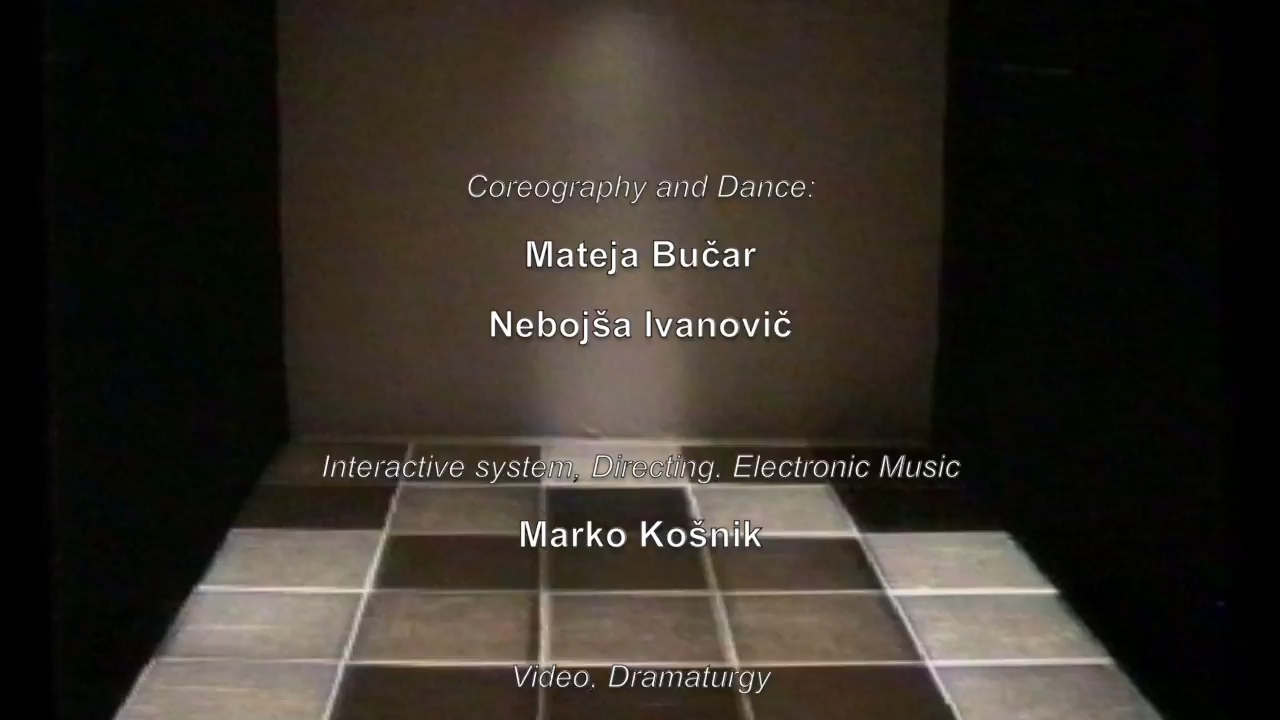 Coreography and Dance:
Mateja Bučar
Nebojša Ivanovič
Interactive system, Directing. Electronic Music
Marko Košnik
Video. Dramaturgy